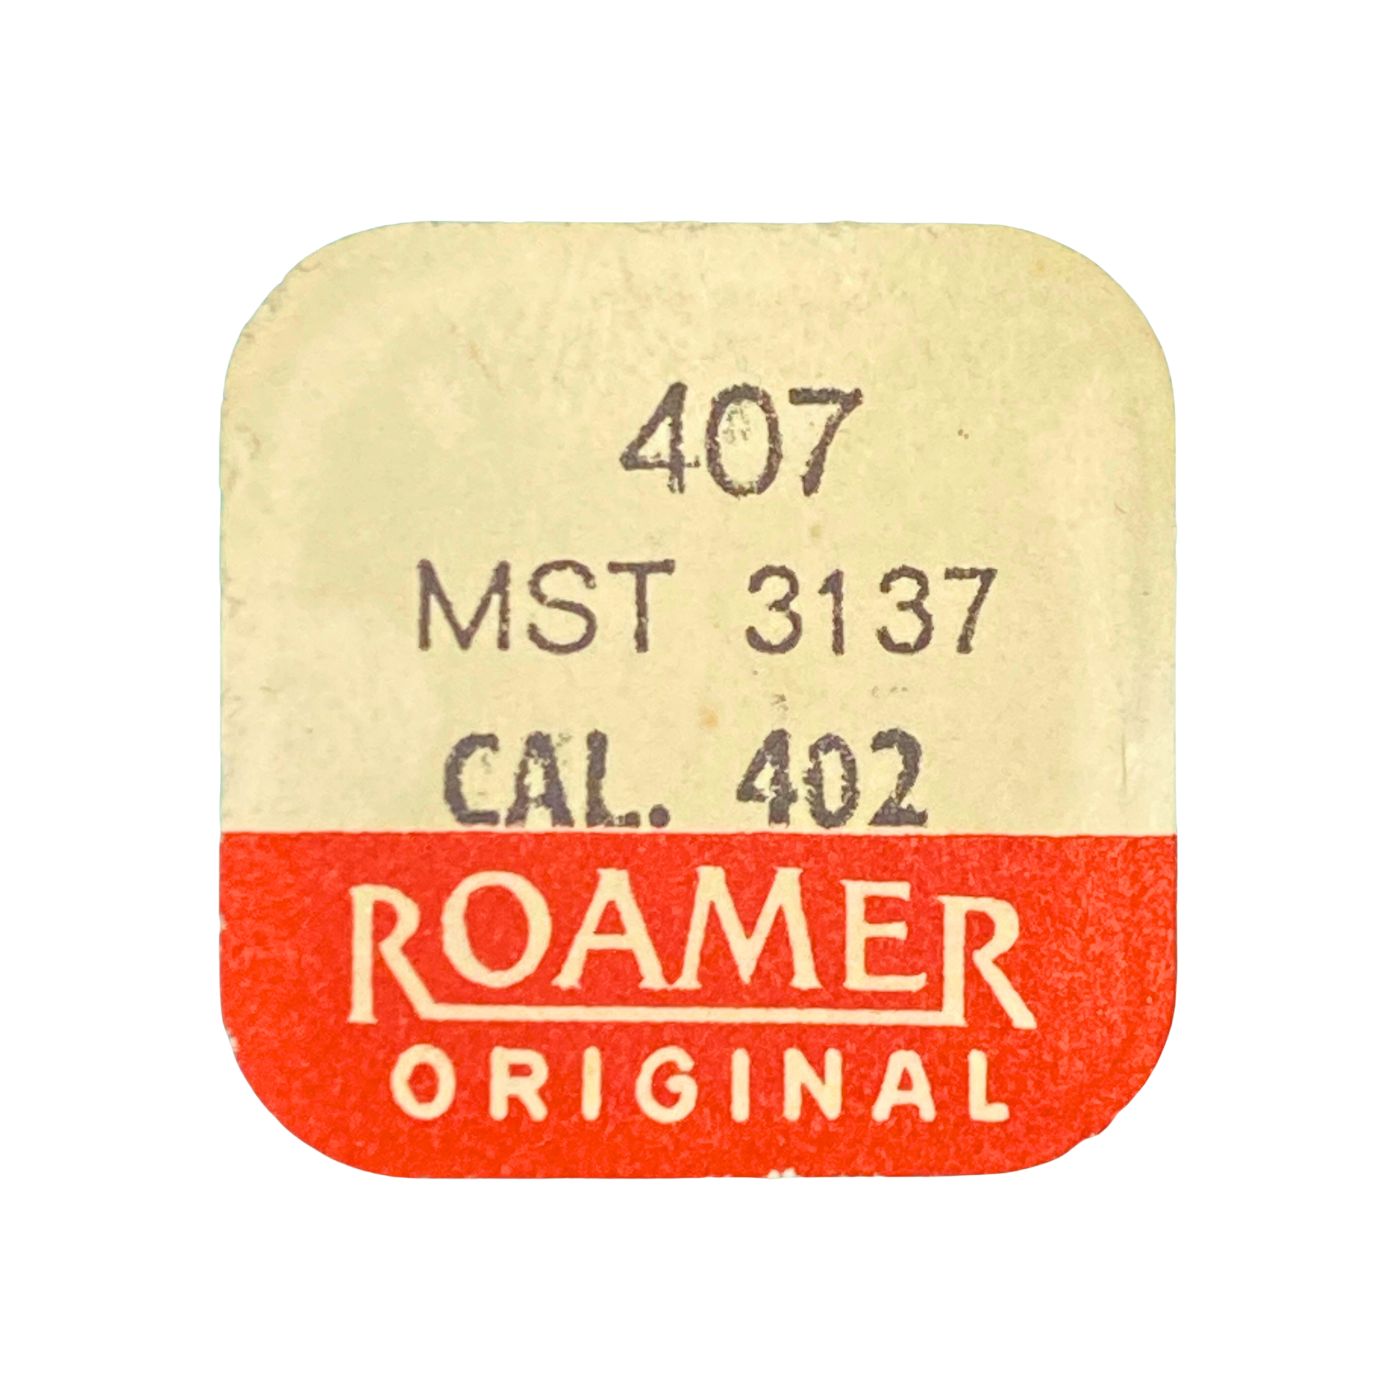 407
MST 3137
CAL. 402
ROAMER
ORIGINAL